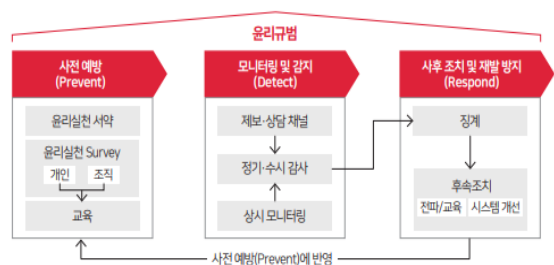 윤리규범
사전 예방
(Prevent)
윤리실천 서약
윤리실천 Survey
개인 조직
교육
모니터링 및 감지
(Detect)
제보·상담 채널
정기·수시 감사
상시 모니터링
사후 조치 및 재발 방지
(Respond)
징계
후속조치
전파/교육 시스템 개선
사전 예방(Prevent)에 반영